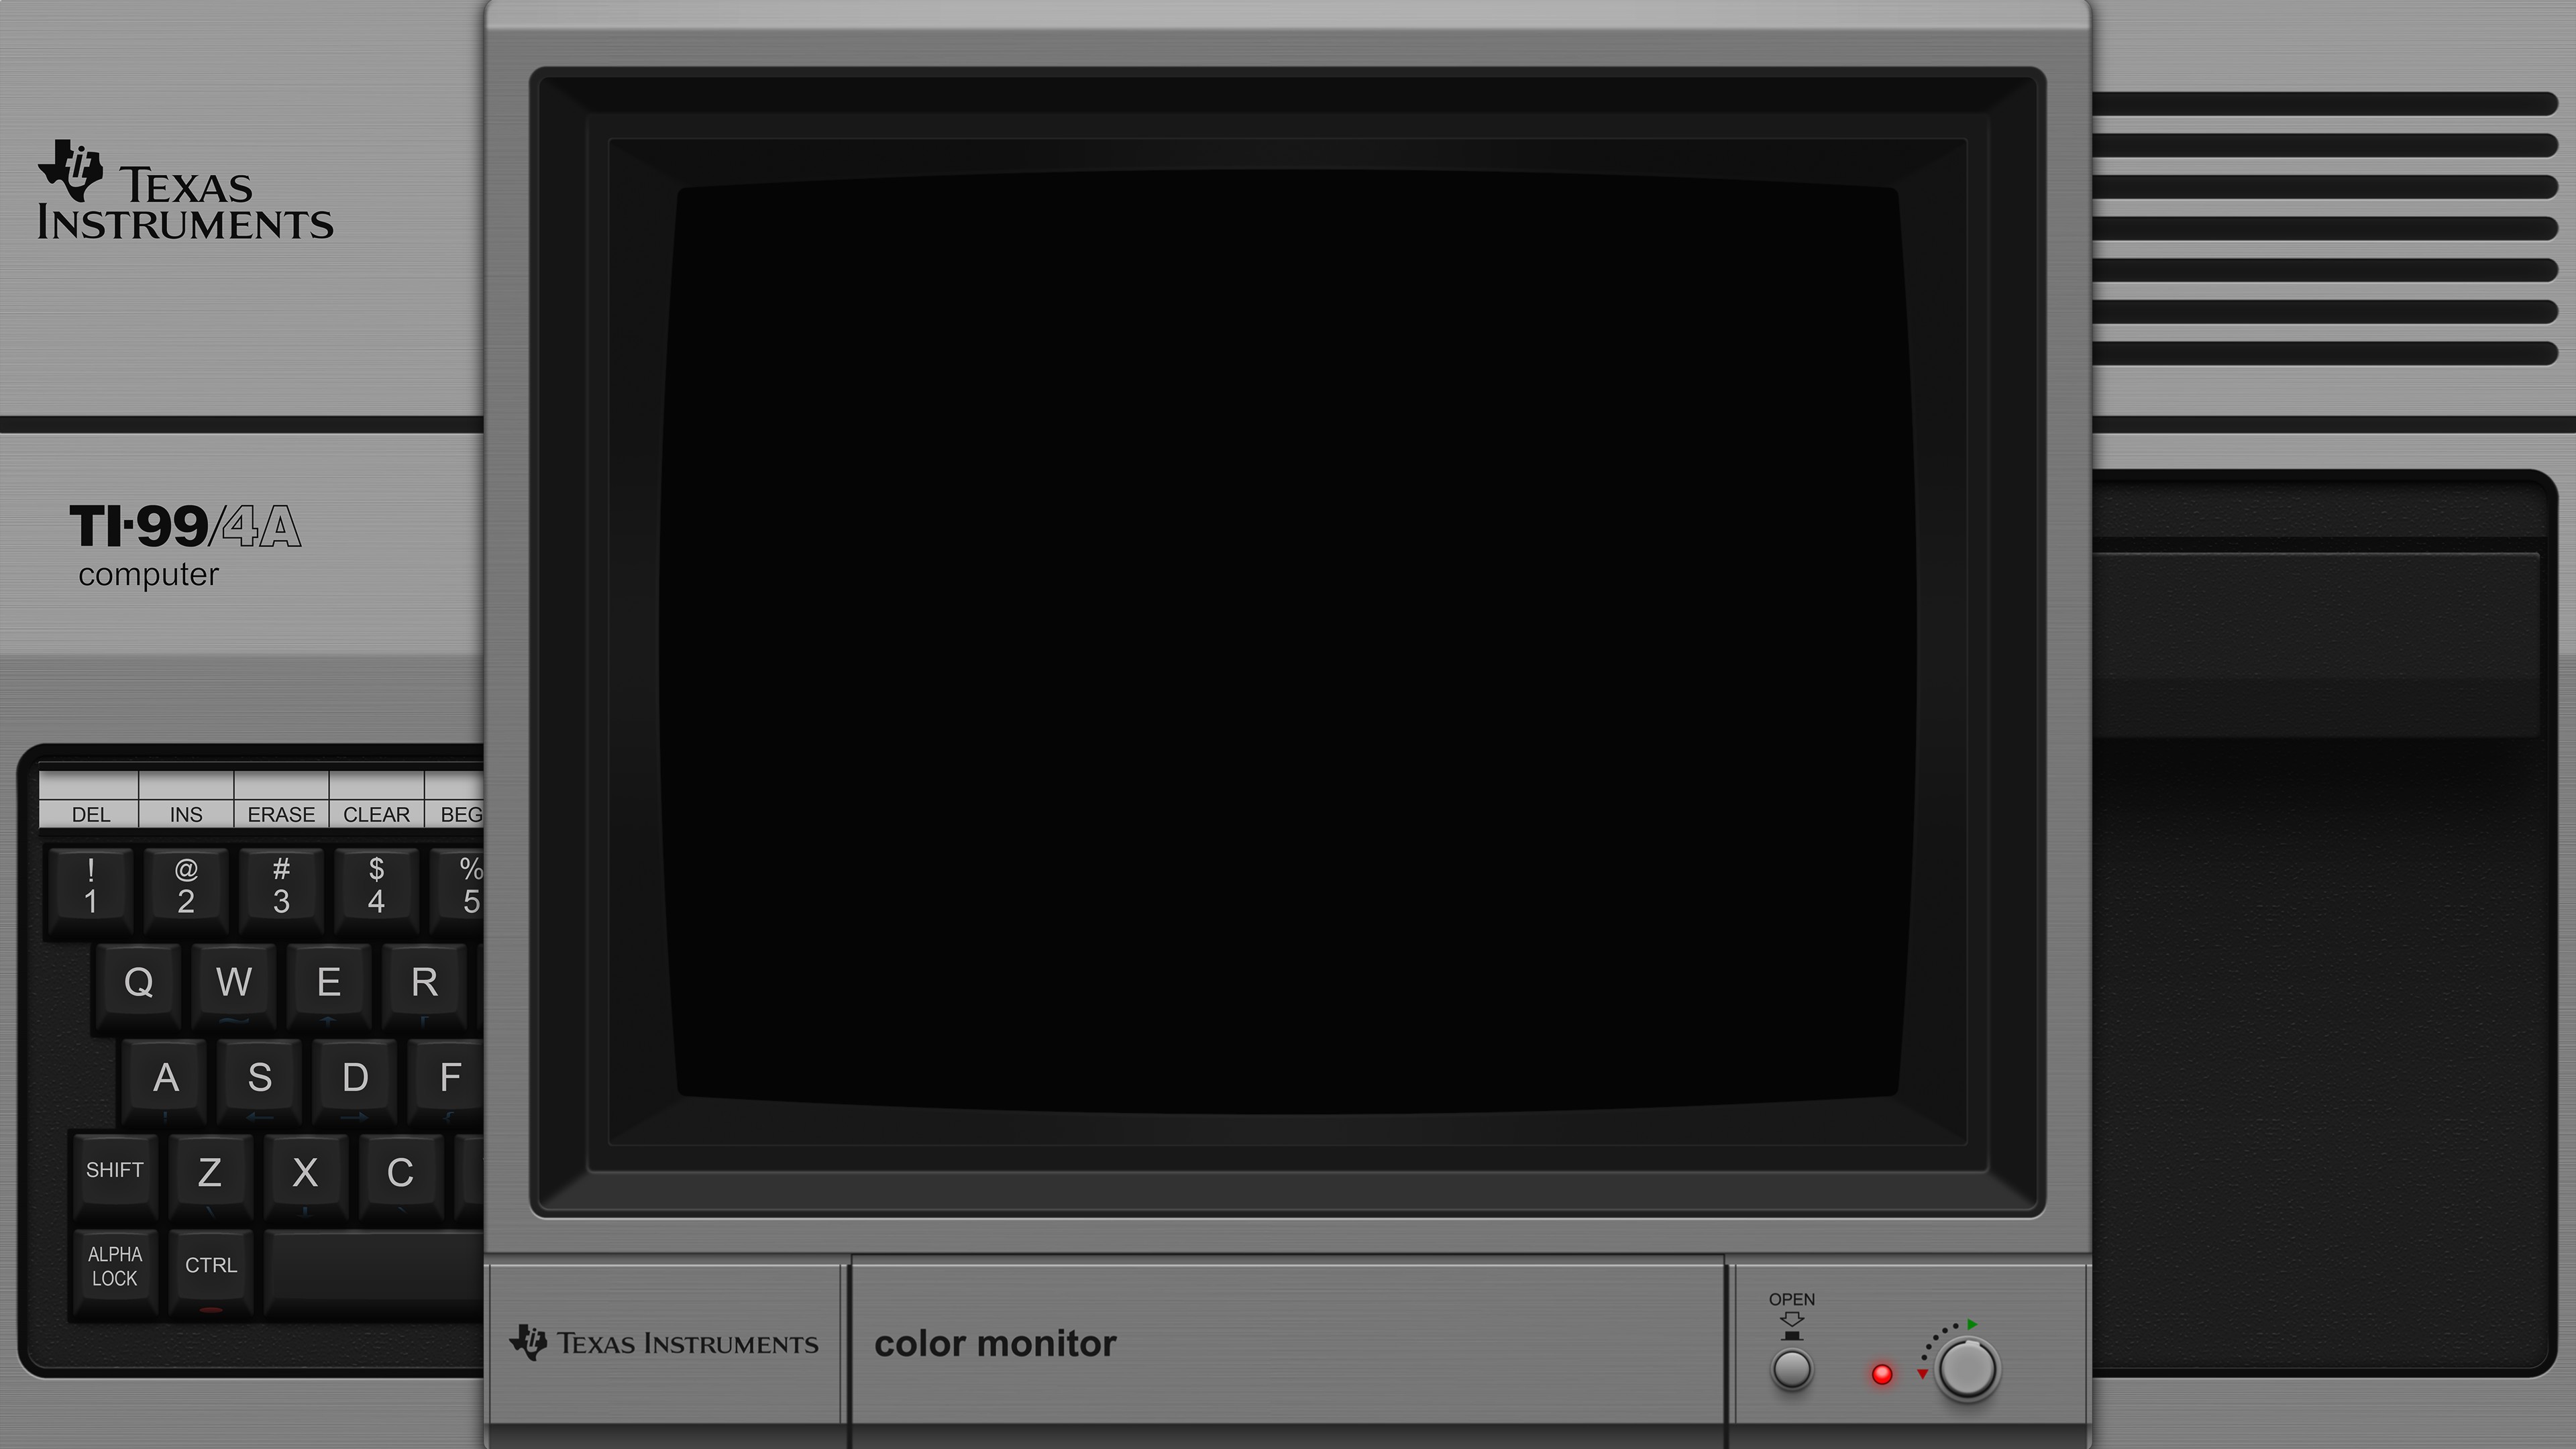 TEXAS
INSTRUMENTS
TI-99/4A
computer
DEL INS ERASE CLEAR BEG
! @ # $ %
1 2 3 4 5
Q W E R
A S D F
SHIFT Z X C
ALPHA
LOCK
CTRL
TEXAS INSTRUMENTS
color monitor
OPEN